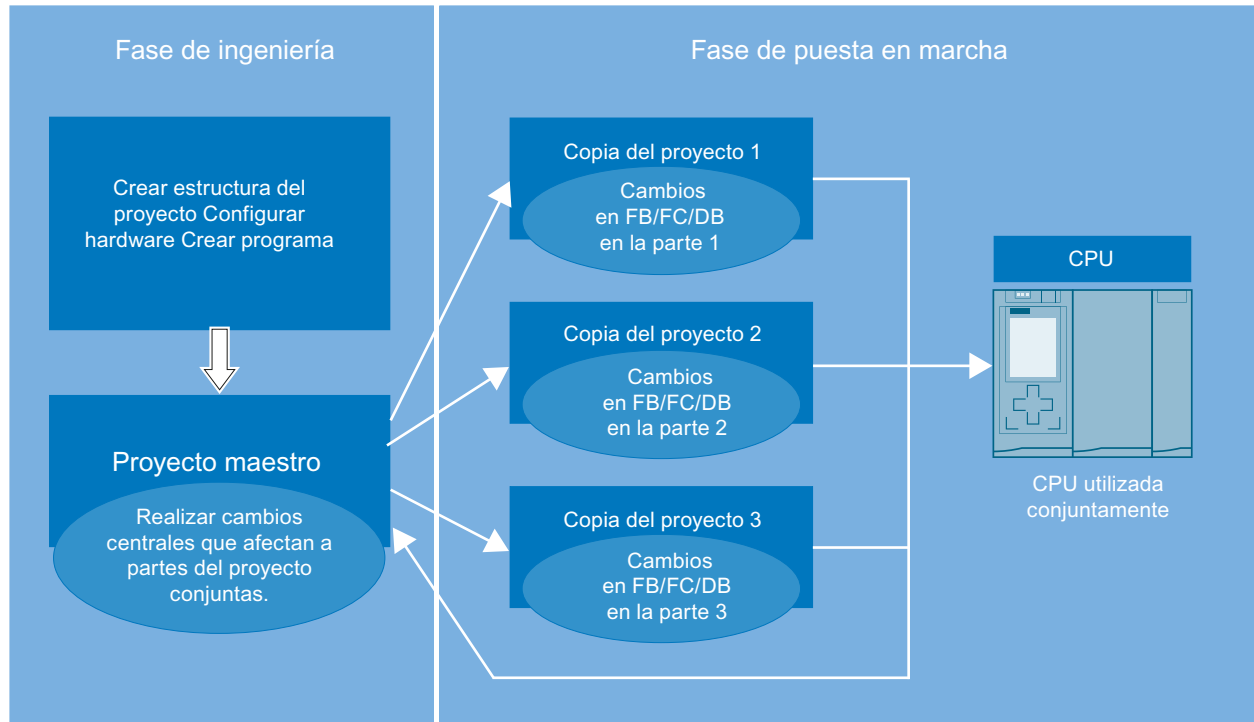 Fase de ingeniería
Crear estructura del
proyecto Configurar
hardware Crear programa
Proyecto maestro
Realizar cambios
centrales que afectan a
partes del proyecto
conjuntas.
Fase de puesta en marcha
Copia del proyecto 1
Cambios
en FB/FC/DB
en la parte 1
Copia del proyecto 2
Cambios
en FB/FC/DB
en la parte 2
Copia del proyecto 3
Cambios
en FB/FC/DB
en la parte 3
CPU
CPU utilizada
conjuntamente